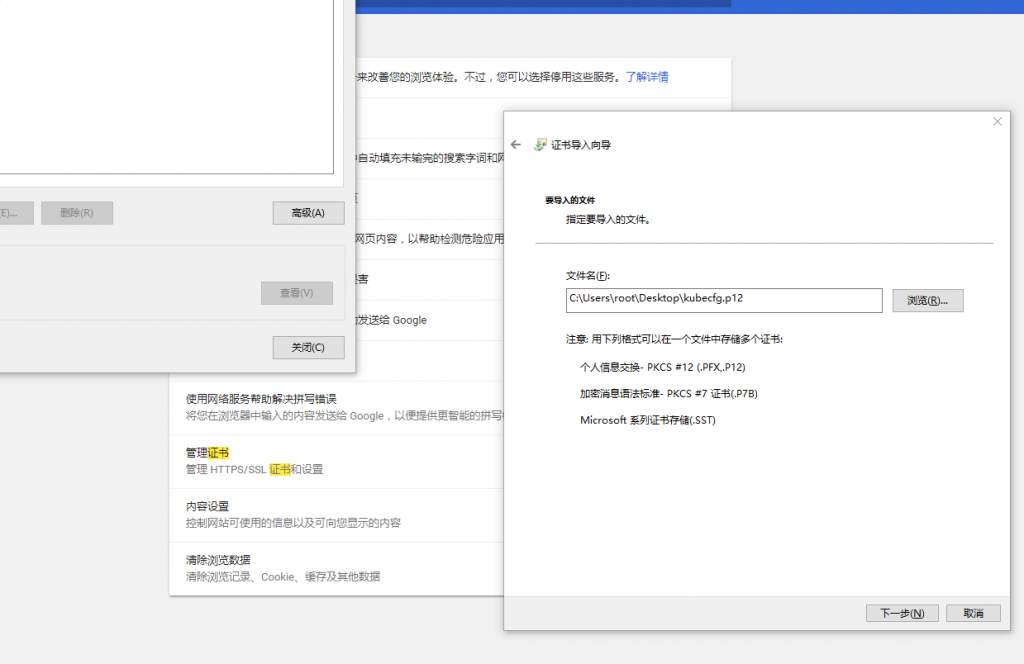 来改善您的浏览体验。不过，您可以选择停用这些服务。了解详情
自动填充未输完的搜索字词和网
网页内容，以帮助检测危险应用
害
发送给 Google
(E)...
删除(R)
高级(A)
查看(V)
关闭(C)
使用网络服务帮助解决拼写错误
将您在浏览器中输入的内容发送给 Google，以便提供更智能的拼写
管理证书
管理 HTTPS/SSL 证书和设置
内容设置
控制网站可使用的信息以及可向您显示的内容
清除浏览数据
清除浏览记录、Cookie、缓存及其他数据
证书导入向导
要导入的文件
指定要导入的文件。
文件名(F):
C:\Users\root\Desktop\kubecfg.p12
浏览(R)...
注意: 用下列格式可以在一个文件中存储多个证书:
个人信息交换- PKCS #12 (.PFX,.P12)
加密消息语法标准- PKCS #7 证书(.P7B)
Microsoft 系列证书存储(.SST)
下一步(N)
取消